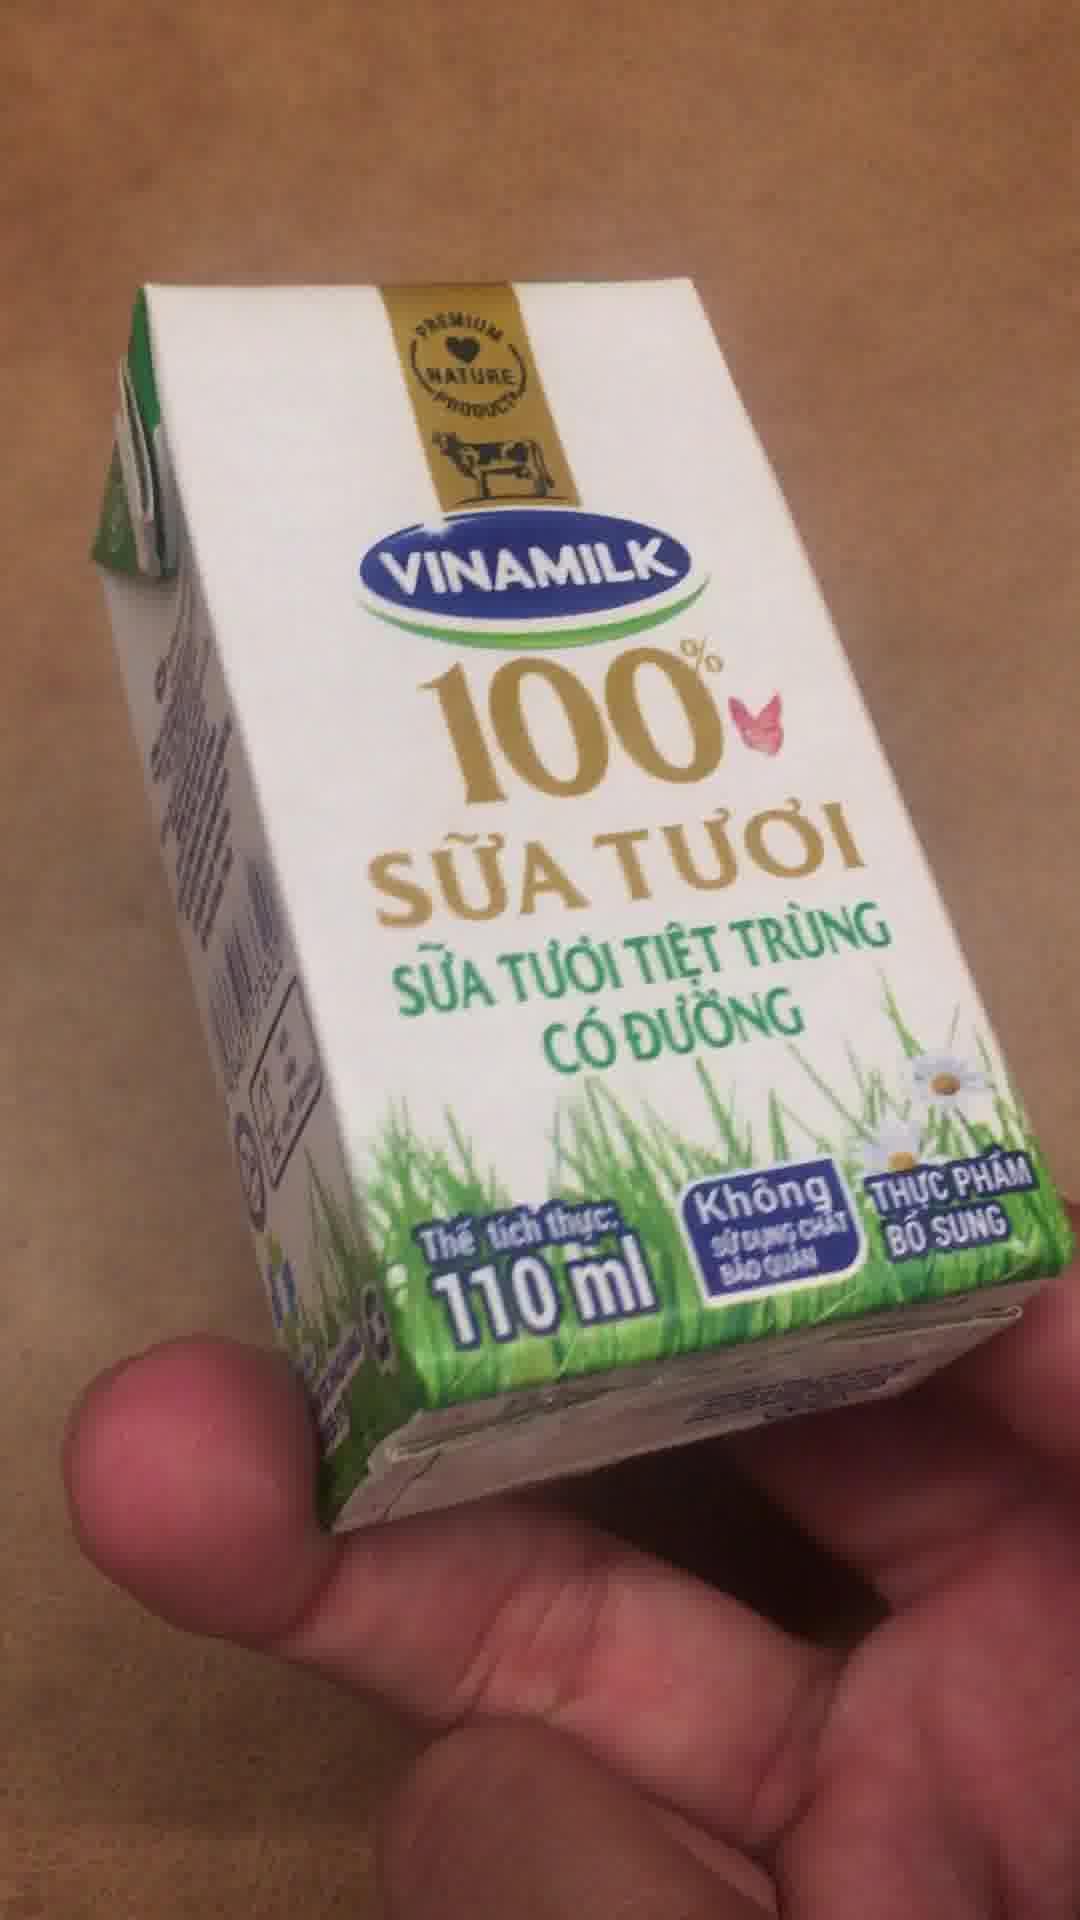 PREMIUM
NATURE
PRODUCT
VINAMILK
100%
SỮA TƯƠI
SỮA TƯƠI TIỆT TRÙNG
CÓ ĐƯỜNG
Thể tích thực:
110 ml
Không
SỬ DỤNG CHẤT
BẢO QUẢN
THỰC PHẨM
BỔ SUNG